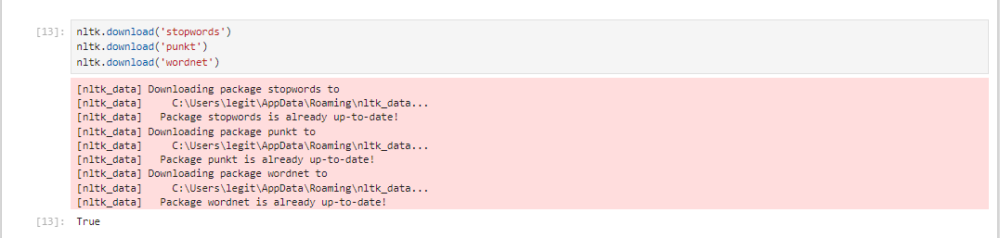 [13]: nltk.download('stopwords')
nltk.download('punkt')
nltk.download('wordnet')
[nltk_data] Downloading package stopwords to
[nltk_data]     C:\Users\legit\AppData\Roaming\nltk_data...
[nltk_data]   Package stopwords is already up-to-date!
[nltk_data] Downloading package punkt to
[nltk_data]     C:\Users\legit\AppData\Roaming\nltk_data...
[nltk_data]   Package punkt is already up-to-date!
[nltk_data] Downloading package wordnet to
[nltk_data]     C:\Users\legit\AppData\Roaming\nltk_data...
[nltk_data]   Package wordnet is already up-to-date!
[13]: True